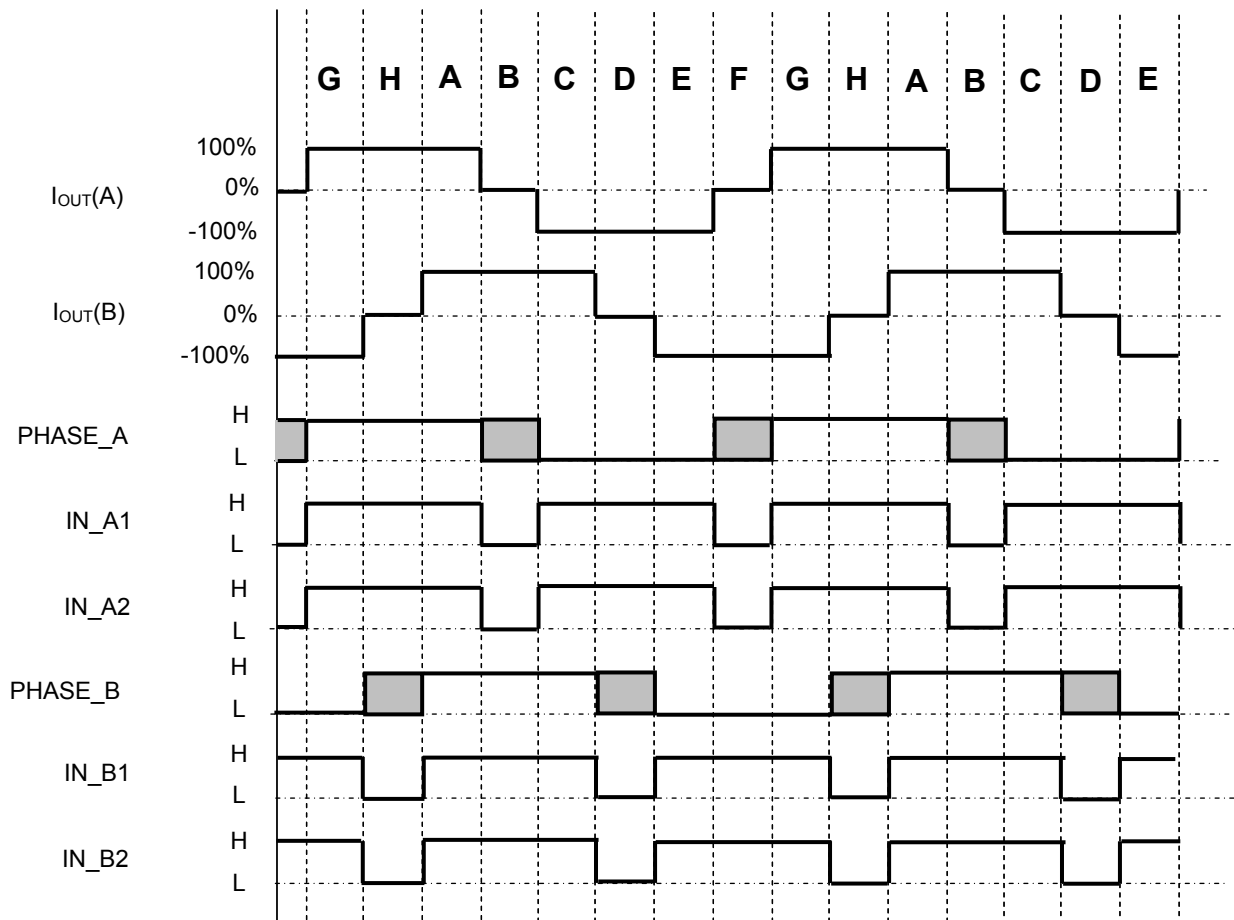 G H A B C D E F G H A B C D E
100%
IOUT(A) 0%
-100%
100%
IOUT(B) 0%
-100%
H
PHASE_A
L
H
IN_A1
L
H
IN_A2
L
H
PHASE_B
L
H
IN_B1
L
H
IN_B2
L